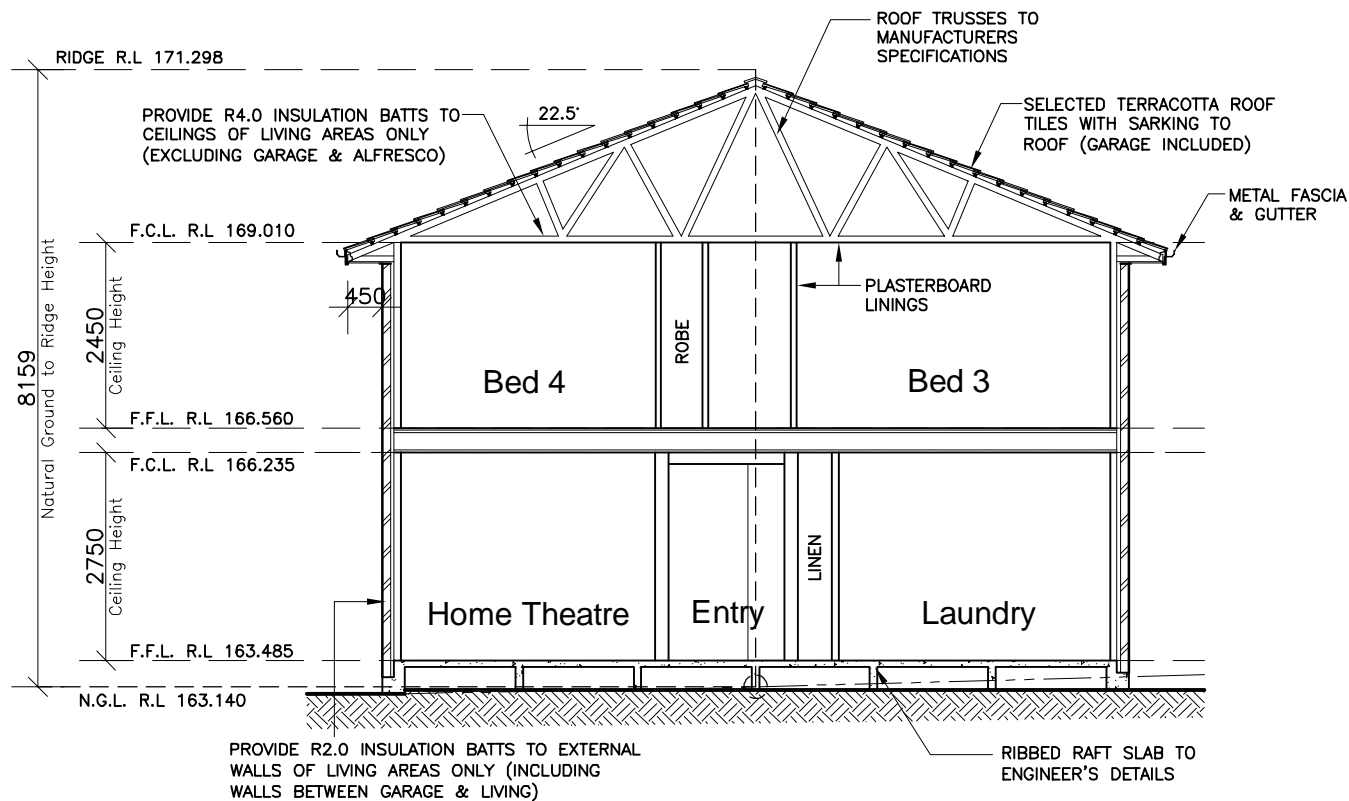 ROOF TRUSSES TO
MANUFACTURERS
SPECIFICATIONS
RIDGE R.L 171.298
PROVIDE R4.0 INSULATION BATTS TO
CEILINGS OF LIVING AREAS ONLY
(EXCLUDING GARAGE & ALFRESCO)
22.5°
SELECTED TERRACOTTA ROOF
TILES WITH SARKING TO
ROOF (GARAGE INCLUDED)
METAL FASCIA
& GUTTER
F.C.L. R.L 169.010
8159
Natural Ground to Ridge Height
2450
Ceiling Height
450
PLASTERBOARD
LININGS
ROBE
Bed 4
Bed 3
F.F.L. R.L 166.560
F.C.L. R.L 166.235
2750
Ceiling Height
LINEN
Home Theatre
Entry
Laundry
F.F.L. R.L 163.485
N.G.L. R.L 163.140
PROVIDE R2.0 INSULATION BATTS TO EXTERNAL
WALLS OF LIVING AREAS ONLY (INCLUDING
WALLS BETWEEN GARAGE & LIVING)
RIBBED RAFT SLAB TO
ENGINEER'S DETAILS